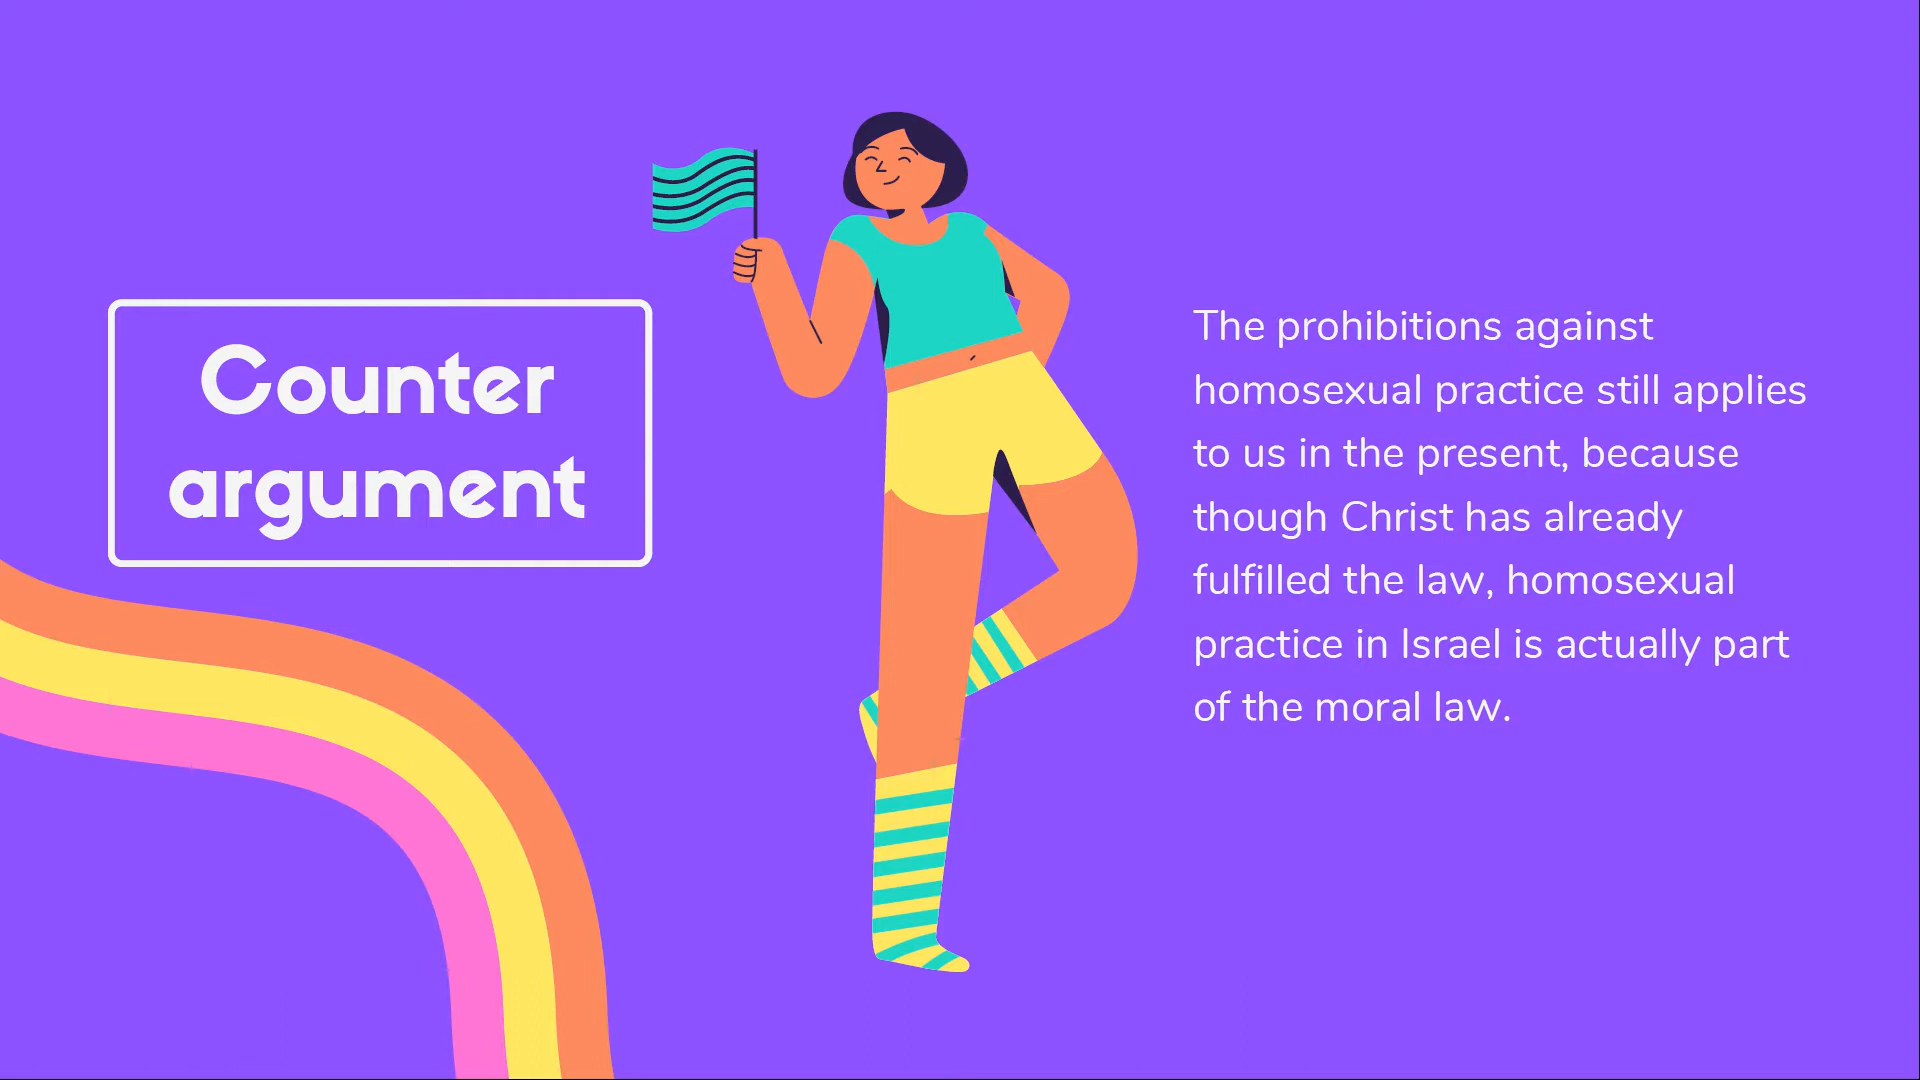 Counter
argument
The prohibitions against
homosexual practice still applies
to us in the present, because
though Christ has already
fulfilled the law, homosexual
practice in Israel is actually part
of the moral law.